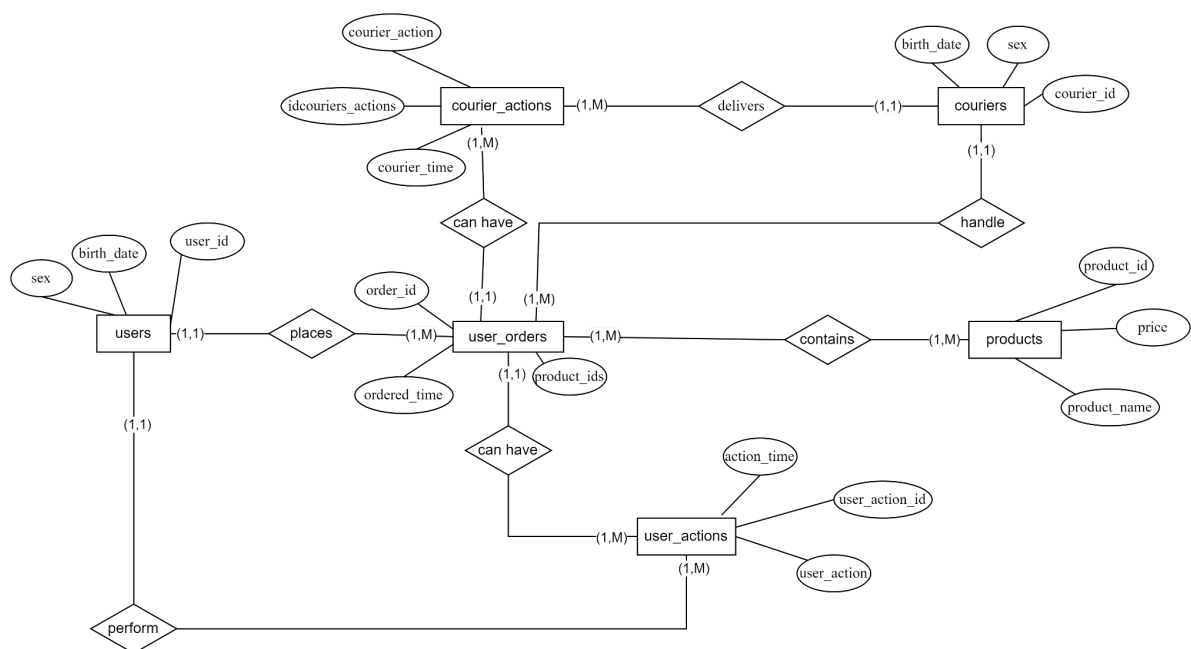 courier_action
birth_date
sex
idcouriers_actions
courier_actions
(1,M)
delivers
(1,1)
couriers
courier_id
(1,M)
courier_time
(1,1)
can have
handle
sex
birth_date
user_id
order_id
(1,1)
(1,M)
product_id
users
(1,1)
places
(1,M)
user_orders
(1,M)
contains
(1,M)
products
price
(1,1)
product_ids
ordered_time
product_name
(1,1)
can have
action_time
user_action_id
(1,M)
user_actions
(1,M)
user_action
perform